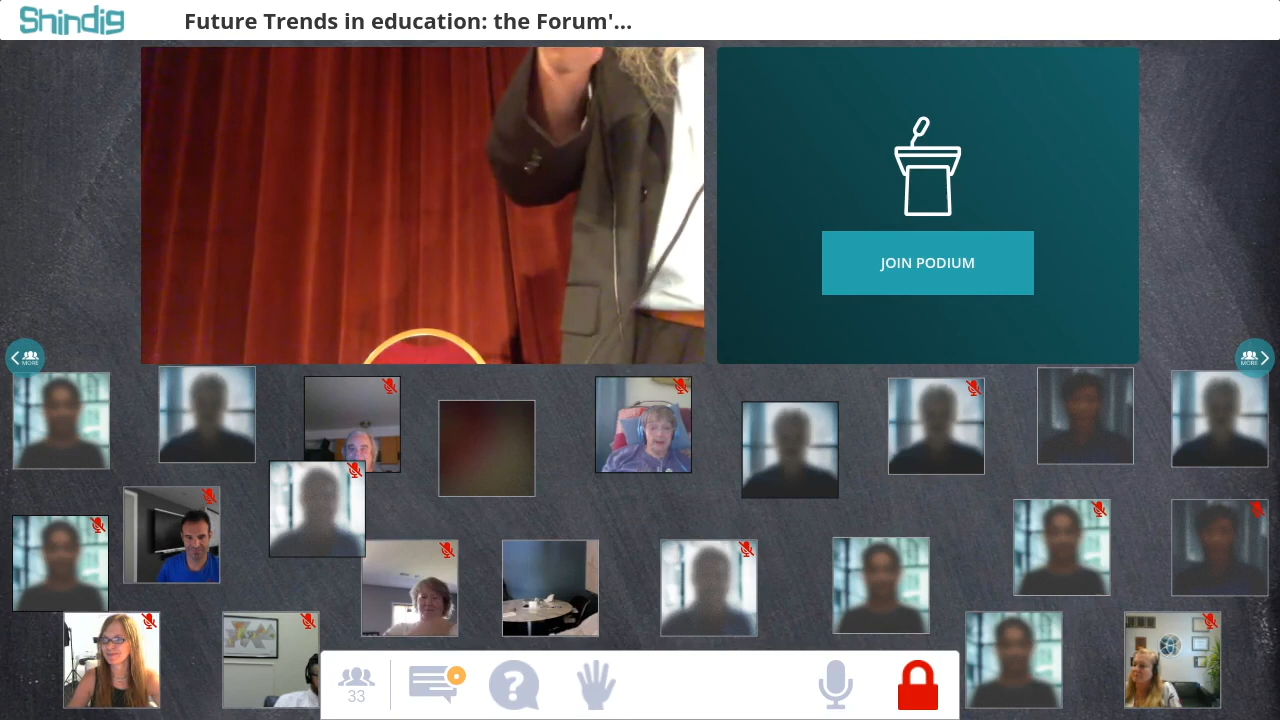 Shindig
Future Trends in education: the Forum'...
JOIN PODIUM
MORE
MORE
33
?